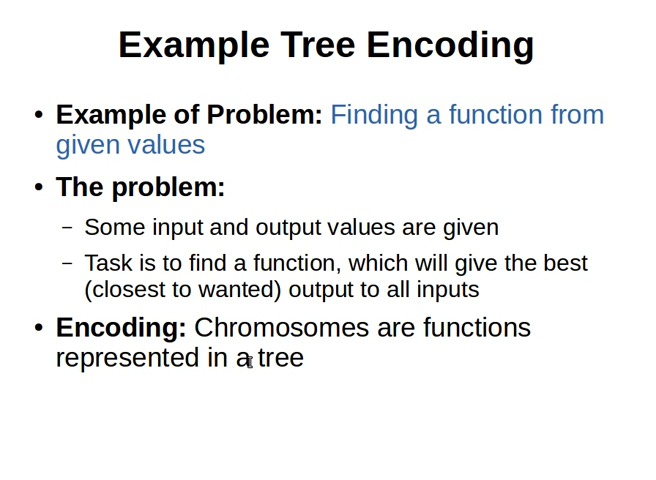 Example Tree Encoding
• Example of Problem: Finding a function from
given values
• The problem:
– Some input and output values are given
– Task is to find a function, which will give the best
(closest to wanted) output to all inputs
• Encoding: Chromosomes are functions
represented in a tree